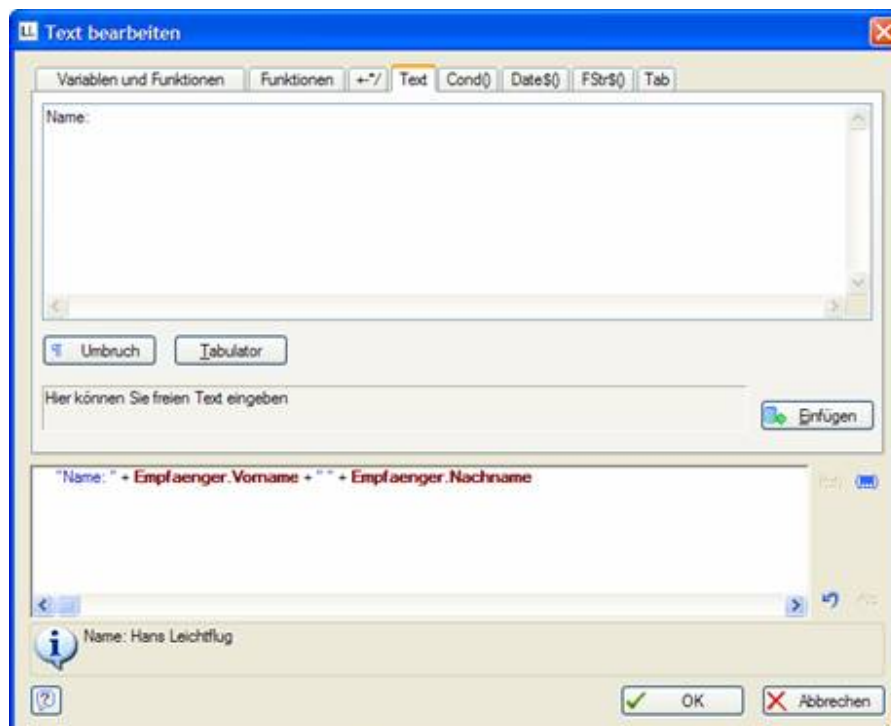 LL Text bearbeiten
Variablen und Funktionen Funktionen +-*/ Text Cond() Date$() FStr$() Tab
Name:
¶ Umbruch Tabulator
Hier können Sie freien Text eingeben
Einfügen
"Name: " + Empfaenger.Vorname + " " + Empfaenger.Nachname
Name: Hans Leichtflug
OK Abbrechen